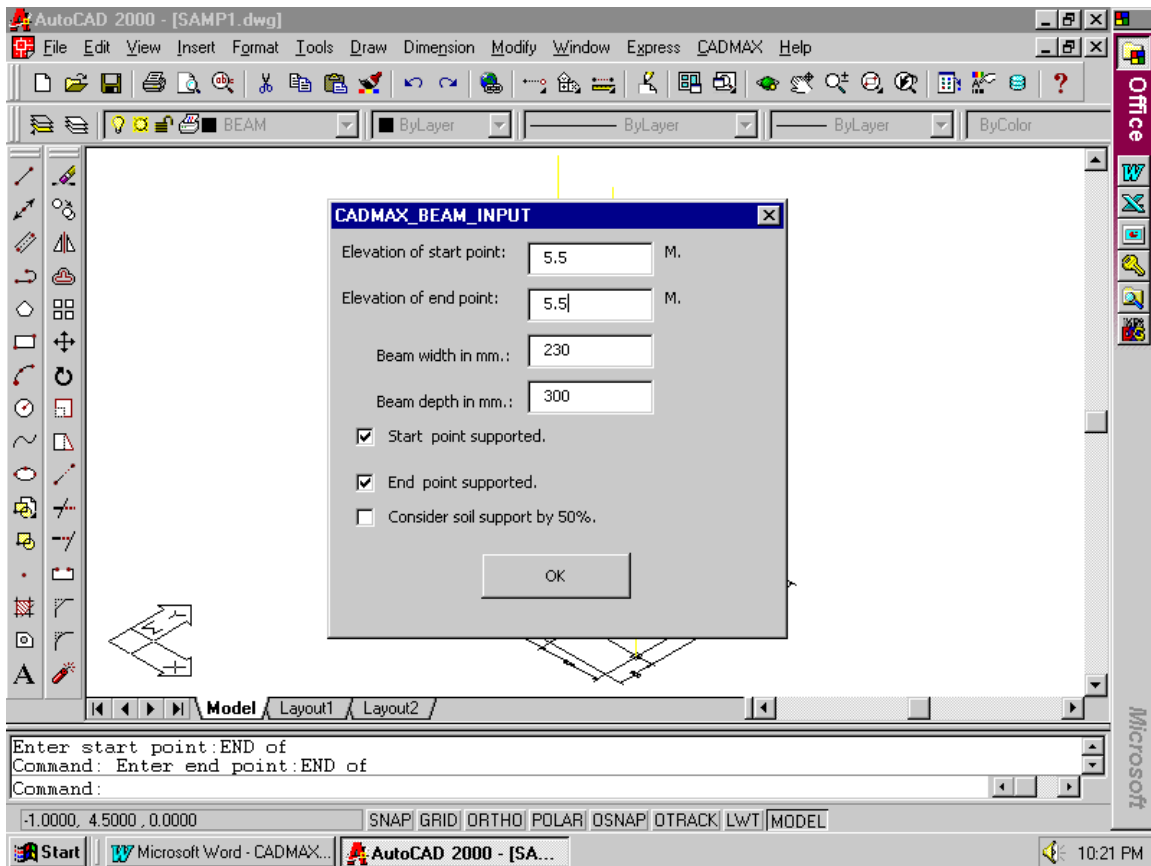 AutoCAD 2000 - [SAMP1.dwg]
File Edit View Insert Format Tools Draw Dimension Modify Window Express CADMAX Help
BEAM ByLayer ByLayer ByLayer ByColor
Office
CADMAX_BEAM_INPUT
Elevation of start point: 5.5 M.
Elevation of end point: 5.5 M.
Beam width in mm.: 230
Beam depth in mm.: 300
Start point supported.
End point supported.
Consider soil support by 50%.
OK
A
Model Layout1 Layout2
Microsoft
Enter start point:END of
Command: Enter end point:END of
Command:
-1.0000, 4.5000 , 0.0000 SNAP GRID ORTHO POLAR OSNAP OTRACK LWT MODEL
Start Microsoft Word - CADMAX... AutoCAD 2000 - [SA... 10:21 PM